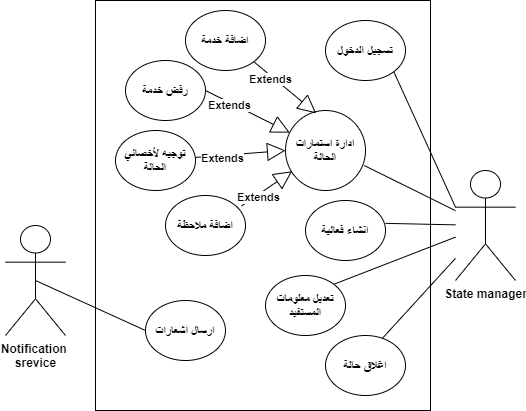 اضافة خدمة
تسجيل الدخول
Extends
رفض خدمة
Extends
ادارة استمارات
الحالة
توجيه لأخصائي
الحالة
Extends
Extends
اضافة ملاحظة
انشاء فعالية
State manager
تعديل معلومات
المستفيد
ارسال اشعارات
Notification
srevice
اغلاق حالة